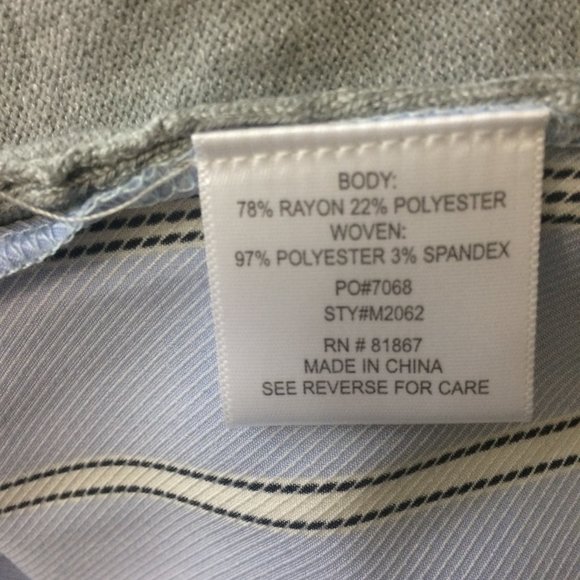 BODY:
78% RAYON 22% POLYESTER
WOVEN:
97% POLYESTER 3% SPANDEX
PO#7068
STY#M2062
RN # 81867
MADE IN CHINA
SEE REVERSE FOR CARE